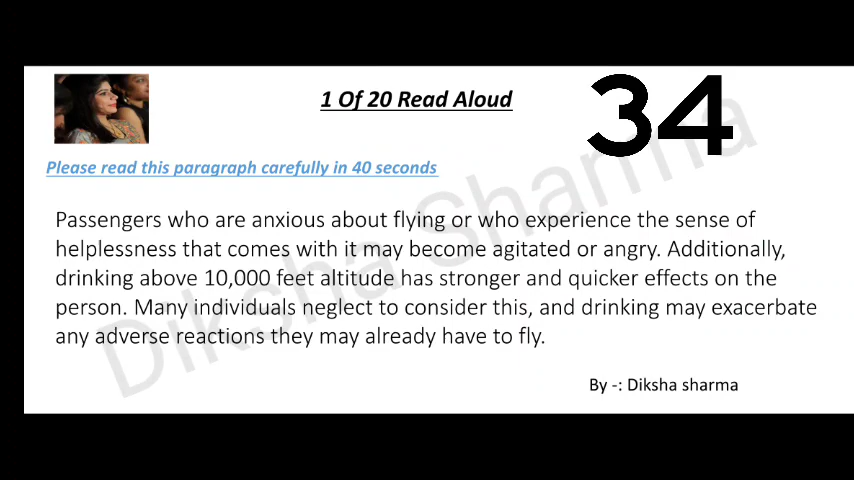 1 Of 20 Read Aloud
34
Please read this paragraph carefully in 40 seconds
Passengers who are anxious about flying or who experience the sense of
helplessness that comes with it may become agitated or angry. Additionally,
drinking above 10,000 feet altitude has stronger and quicker effects on the
person. Many individuals neglect to consider this, and drinking may exacerbate
any adverse reactions they may already have to fly.
By -: Diksha sharma
Diksha Sharma